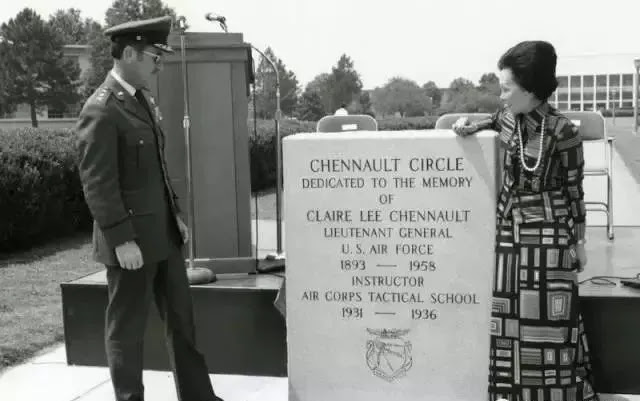 CHENNAULT CIRCLE
DEDICATED TO THE MEMORY
OF
CLAIRE LEE CHENNAULT
LIEUTENANT GENERAL
U.S. AIR FORCE
1893 — 1958
INSTRUCTOR
AIR CORPS TACTICAL SCHOOL
1931 — 1936